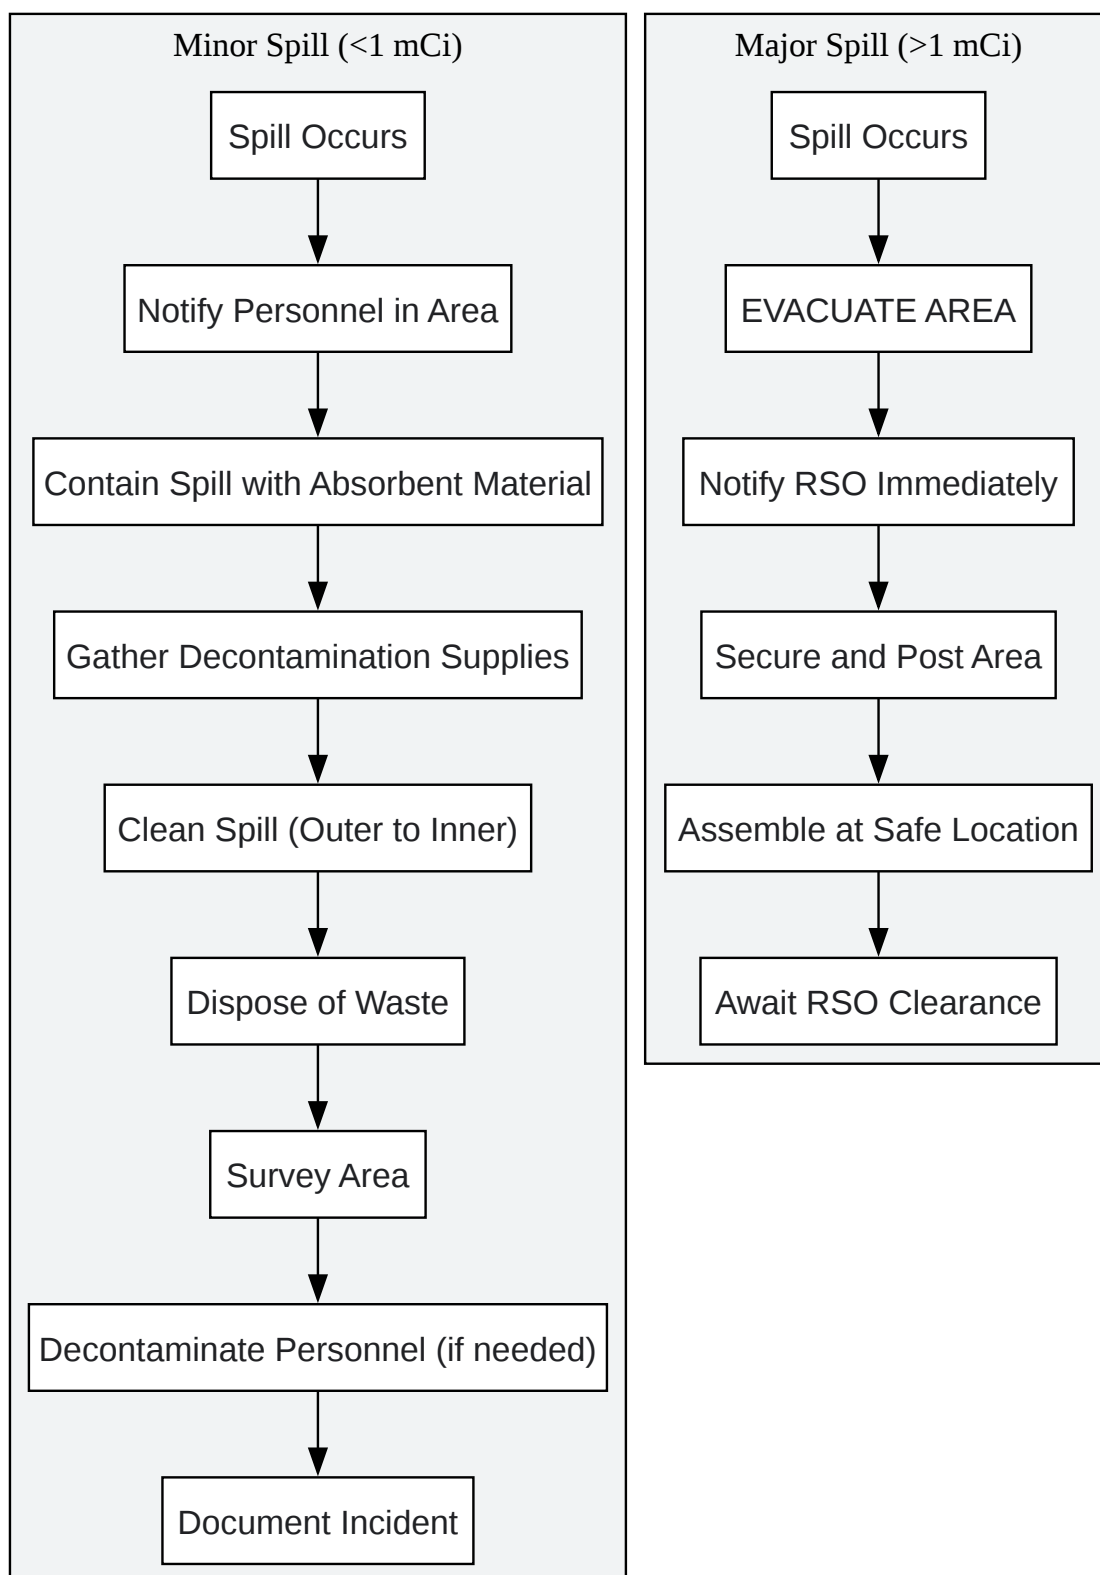 Minor Spill (<1 mCi)
Spill Occurs
Notify Personnel in Area
Contain Spill with Absorbent Material
Gather Decontamination Supplies
Clean Spill (Outer to Inner)
Dispose of Waste
Survey Area
Decontaminate Personnel (if needed)
Document Incident
Major Spill (>1 mCi)
Spill Occurs
EVACUATE AREA
Notify RSO Immediately
Secure and Post Area
Assemble at Safe Location
Await RSO Clearance